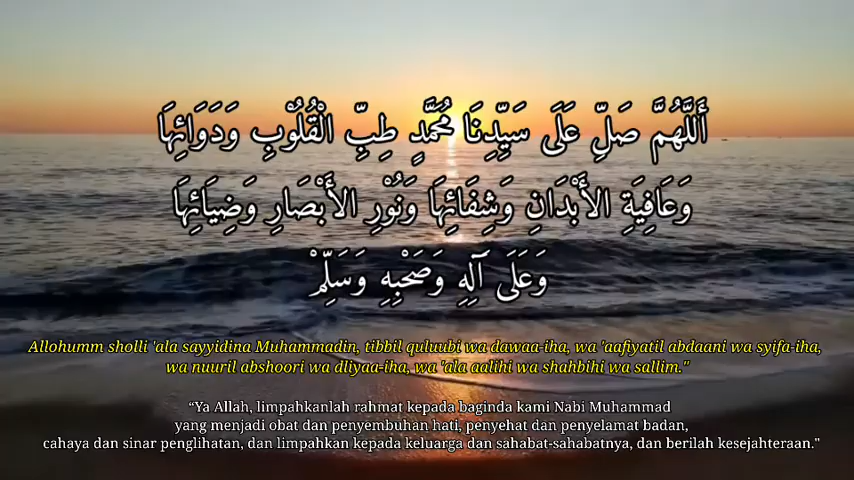 أَللَّهُمَّ صَلِّ عَلَى سَيِّدِنَا مُحَمَّدٍ طِبِّ الْقُلُوْبِ وَدَوَائِهَا
وَعَافِيَةِ الأَبْدَانِ وَشِفَائِهَا وَنُوْرِ الأَبْصَارِ وَضِيَائِهَا
وَعَلَى آلِهِ وَصَحْبِهِ وَسَلِّمْ
Allohumm sholli 'ala sayyidina Muhammadin, tibbil quluubi wa dawaa-iha, wa 'aafiyatil abdaani wa syifa-iha,
wa nuuril abshoori wa dliyaa-iha, wa 'ala aalihi wa shahbihi wa sallim."
“Ya Allah, limpahkanlah rahmat kepada baginda kami Nabi Muhammad
yang menjadi obat dan penyembuhan hati, penyehat dan penyelamat badan,
cahaya dan sinar penglihatan, dan limpahkan kepada keluarga dan sahabat-sahabatnya, dan berilah kesejahteraan."